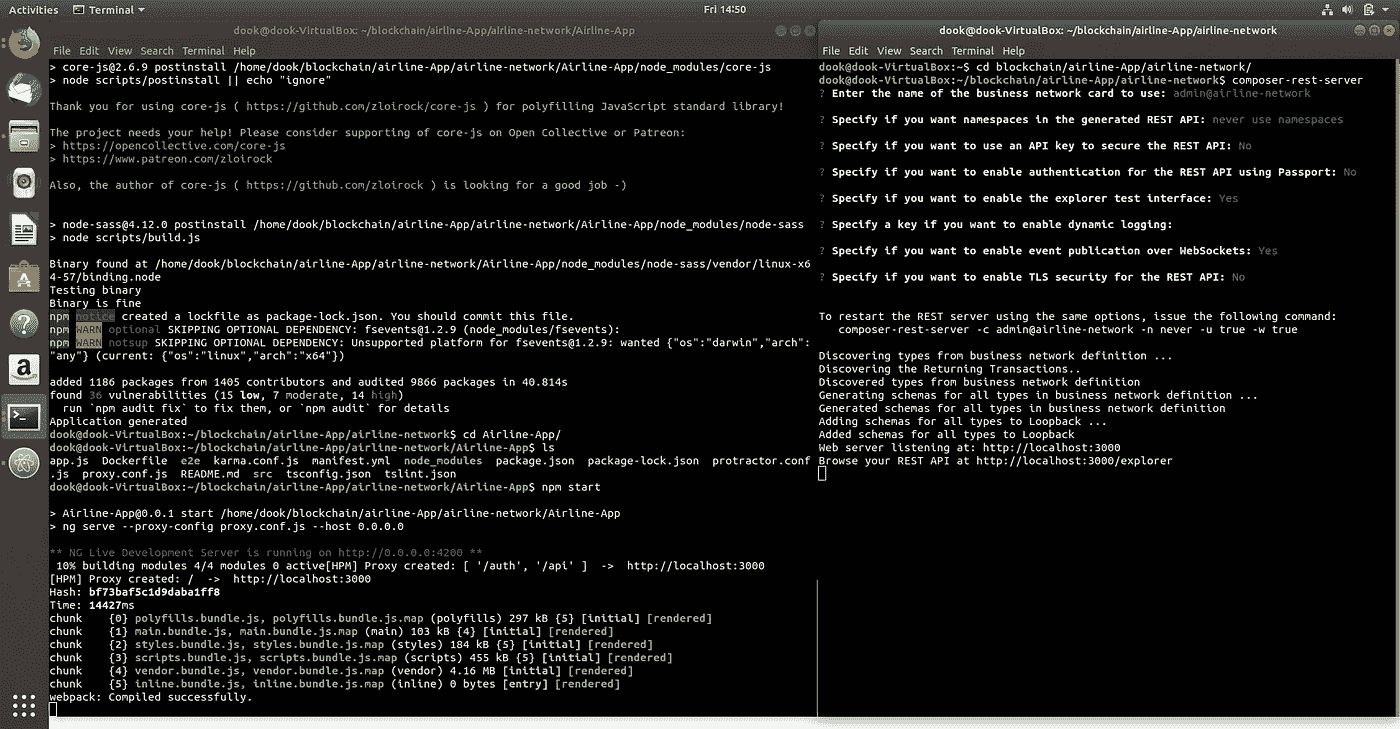 Activities Terminal Fri 14:50
dook@dook-VirtualBox: ~/blockchain/airline-App/airline-network/Airline-App
File Edit View Search Terminal Help
> core-js@2.6.9 postinstall /home/dook/blockchain/airline-App/airline-network/Airline-App/node_modules/core-js
> node scripts/postinstall || echo "ignore"
Thank you for using core-js ( https://github.com/zloirock/core-js ) for polyfilling JavaScript standard library!
The project needs your help! Please consider supporting of core-js on Open Collective or Patreon:
> https://opencollective.com/core-js
> https://www.patreon.com/zloirock
Also, the author of core-js ( https://github.com/zloirock ) is looking for a good job -)
> node-sass@4.12.0 postinstall /home/dook/blockchain/airline-App/airline-network/Airline-App/node_modules/node-sass
> node scripts/build.js
Binary found at /home/dook/blockchain/airline-App/airline-network/Airline-App/node_modules/node-sass/vendor/linux-x6
4-57/binding.node
Testing binary
Binary is fine
npm notice created a lockfile as package-lock.json. You should commit this file.
npm WARN optional SKIPPING OPTIONAL DEPENDENCY: fsevents@1.2.9 (node_modules/fsevents):
npm WARN notsup SKIPPING OPTIONAL DEPENDENCY: Unsupported platform for fsevents@1.2.9: wanted {"os":"darwin","arch":
"any"} (current: {"os":"linux","arch":"x64"})
added 1186 packages from 1405 contributors and audited 9866 packages in 40.814s
found 36 vulnerabilities (15 low, 7 moderate, 14 high)
run `npm audit fix` to fix them, or `npm audit` for details
Application generated
dook@dook-VirtualBox:~/blockchain/airline-App/airline-network$ cd Airline-App/
dook@dook-VirtualBox:~/blockchain/airline-App/airline-network/Airline-App$ ls
app.js Dockerfile e2e karma.conf.js manifest.yml node_modules package.json package-lock.json protractor.conf
.js proxy.conf.js README.md src tsconfig.json tslint.json
dook@dook-VirtualBox:~/blockchain/airline-App/airline-network/Airline-App$ npm start
> Airline-App@0.0.1 start /home/dook/blockchain/airline-App/airline-network/Airline-App
> ng serve --proxy-config proxy.conf.js --host 0.0.0.0
** NG Live Development Server is running on http://0.0.0.0:4200 **
10% building modules 4/4 modules 0 active[HPM] Proxy created: [ '/auth', '/api' ] -> http://localhost:3000
[HPM] Proxy created: / -> http://localhost:3000
Hash: bf73baf5c1d9daba1ff8
Time: 14427ms
chunk {0} polyfills.bundle.js, polyfills.bundle.js.map (polyfills) 297 kB {5} [initial] [rendered]
chunk {1} main.bundle.js, main.bundle.js.map (main) 103 kB {4} [initial] [rendered]
chunk {2} styles.bundle.js, styles.bundle.js.map (styles) 184 kB {5} [initial] [rendered]
chunk {3} scripts.bundle.js, scripts.bundle.js.map (scripts) 455 kB {5} [initial] [rendered]
chunk {4} vendor.bundle.js, vendor.bundle.js.map (vendor) 4.16 MB [initial] [rendered]
chunk {5} inline.bundle.js, inline.bundle.js.map (inline) 0 bytes [entry] [rendered]
webpack: Compiled successfully.
dook@dook-VirtualBox: ~/blockchain/airline-App/airline-network
File Edit View Search Terminal Help
dook@dook-VirtualBox:~$ cd blockchain/airline-App/airline-network/
dook@dook-VirtualBox:~/blockchain/airline-App/airline-network$ composer-rest-server
? Enter the name of the business network card to use: admin@airline-network
? Specify if you want namespaces in the generated REST API: never use namespaces
? Specify if you want to use an API key to secure the REST API: No
? Specify if you want to enable authentication for the REST API using Passport: No
? Specify if you want to enable the explorer test interface: Yes
? Specify a key if you want to enable dynamic logging:
? Specify if you want to enable event publication over WebSockets: Yes
? Specify if you want to enable TLS security for the REST API: No
To restart the REST server using the same options, issue the following command:
composer-rest-server -c admin@airline-network -n never -u true -w true
Discovering types from business network definition ...
Discovering the Returning Transactions..
Discovered types from business network definition
Generating schemas for all types in business network definition ...
Generated schemas for all types in business network definition
Adding schemas for all types to Loopback ...
Added schemas for all types to Loopback
Web server listening at: http://localhost:3000
Browse your REST API at http://localhost:3000/explorer